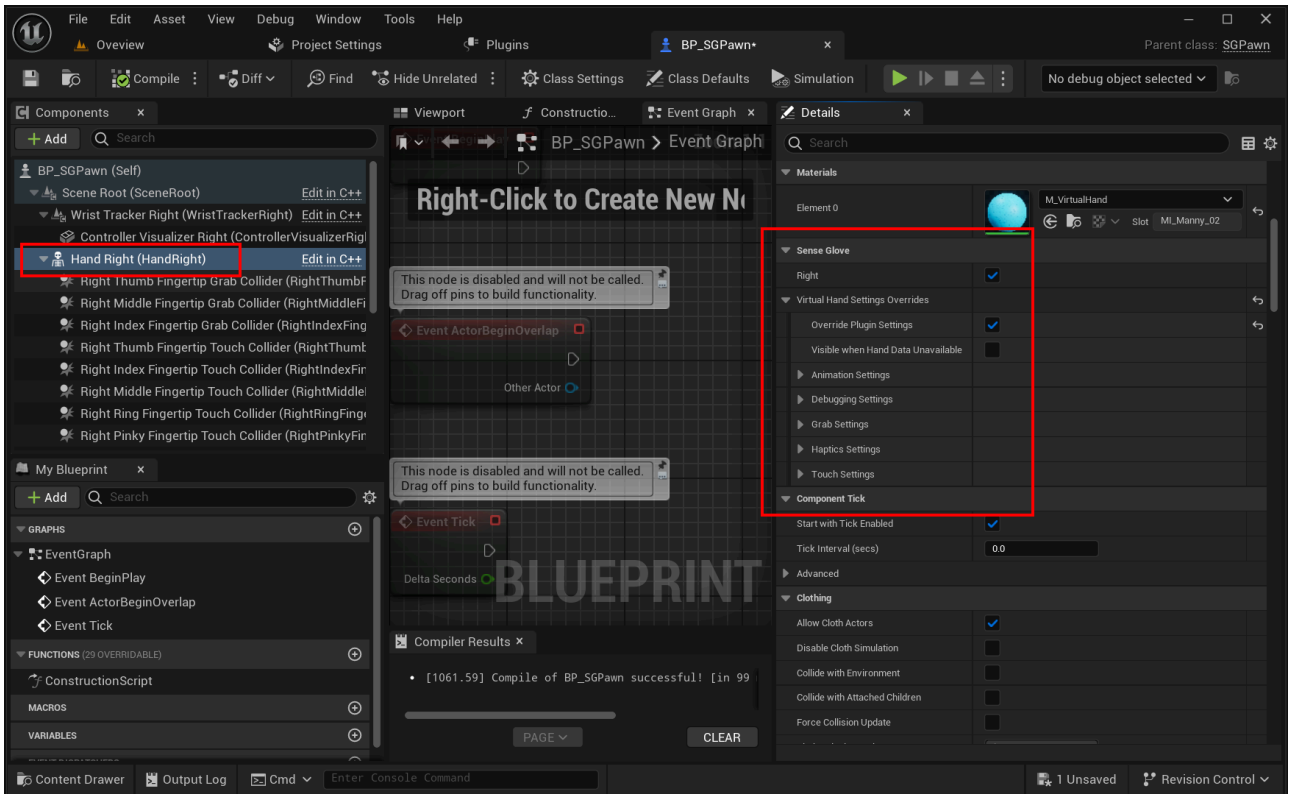 File Edit Asset View Debug Window Tools Help
Oveview
Project Settings
Plugins
BP_SGPawn•
Parent class: SGPawn
Compile
Diff
Find
Hide Unrelated
Class Settings
Class Defaults
Simulation
No debug object selected
Components
Add
Search
BP_SGPawn (Self)
Scene Root (SceneRoot) Edit in C++
Wrist Tracker Right (WristTrackerRight) Edit in C++
Controller Visualizer Right (ControllerVisualizerRigl
Hand Right (HandRight) Edit in C++
Right Thumb Fingertip Grab Collider (RightThumbF
Right Middle Fingertip Grab Collider (RightMiddleFi
Right Index Fingertip Grab Collider (RightIndexFing
Right Thumb Fingertip Touch Collider (RightThumb
Right Index Fingertip Touch Collider (RightIndexFin
Right Middle Fingertip Touch Collider (RightMiddle
Right Ring Fingertip Touch Collider (RightRingFinge
Right Pinky Fingertip Touch Collider (RightPinkyFin
My Blueprint
Add
Search
GRAPHS
EventGraph
Event BeginPlay
Event ActorBeginOverlap
Event Tick
FUNCTIONS (29 OVERRIDABLE)
ConstructionScript
MACROS
VARIABLES
Viewport
Constructio...
Event Graph
BP_SGPawn > Event Graph
Right-Click to Create New N
This node is disabled and will not be called.
Drag off pins to build functionality.
Event ActorBeginOverlap
Other Actor
This node is disabled and will not be called.
Drag off pins to build functionality.
Event Tick
Delta Seconds
BLUEPRINT
Compiler Results
• [1061.59] Compile of BP_SGPawn successful! [in 99
PAGE
CLEAR
Details
Search
Materials
Element 0
M_VirtualHand
Slot MI_Manny_02
Sense Glove
Right
Virtual Hand Settings Overrides
Override Plugin Settings
Visible when Hand Data Unavailable
Animation Settings
Debugging Settings
Grab Settings
Haptics Settings
Touch Settings
Component Tick
Start with Tick Enabled
Tick Interval (secs) 0.0
Advanced
Clothing
Allow Cloth Actors
Disable Cloth Simulation
Collide with Environment
Collide with Attached Children
Force Collision Update
Content Drawer
Output Log
Cmd
Enter Console Command
1 Unsaved
Revision Control